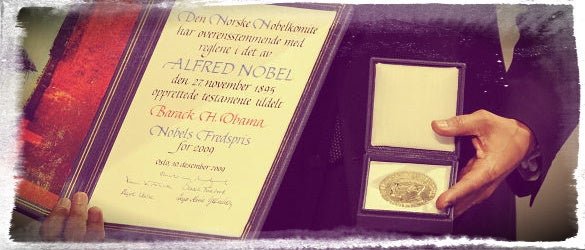 Den Norske Nobelkomite
har overensstemmende med
reglene i det av
ALFRED NOBEL
den 27. november 1895
opprettede testamente tildelt
Barack H. Obama
Nobels Fredspris
for 2009
Oslo, 10. desember 2009